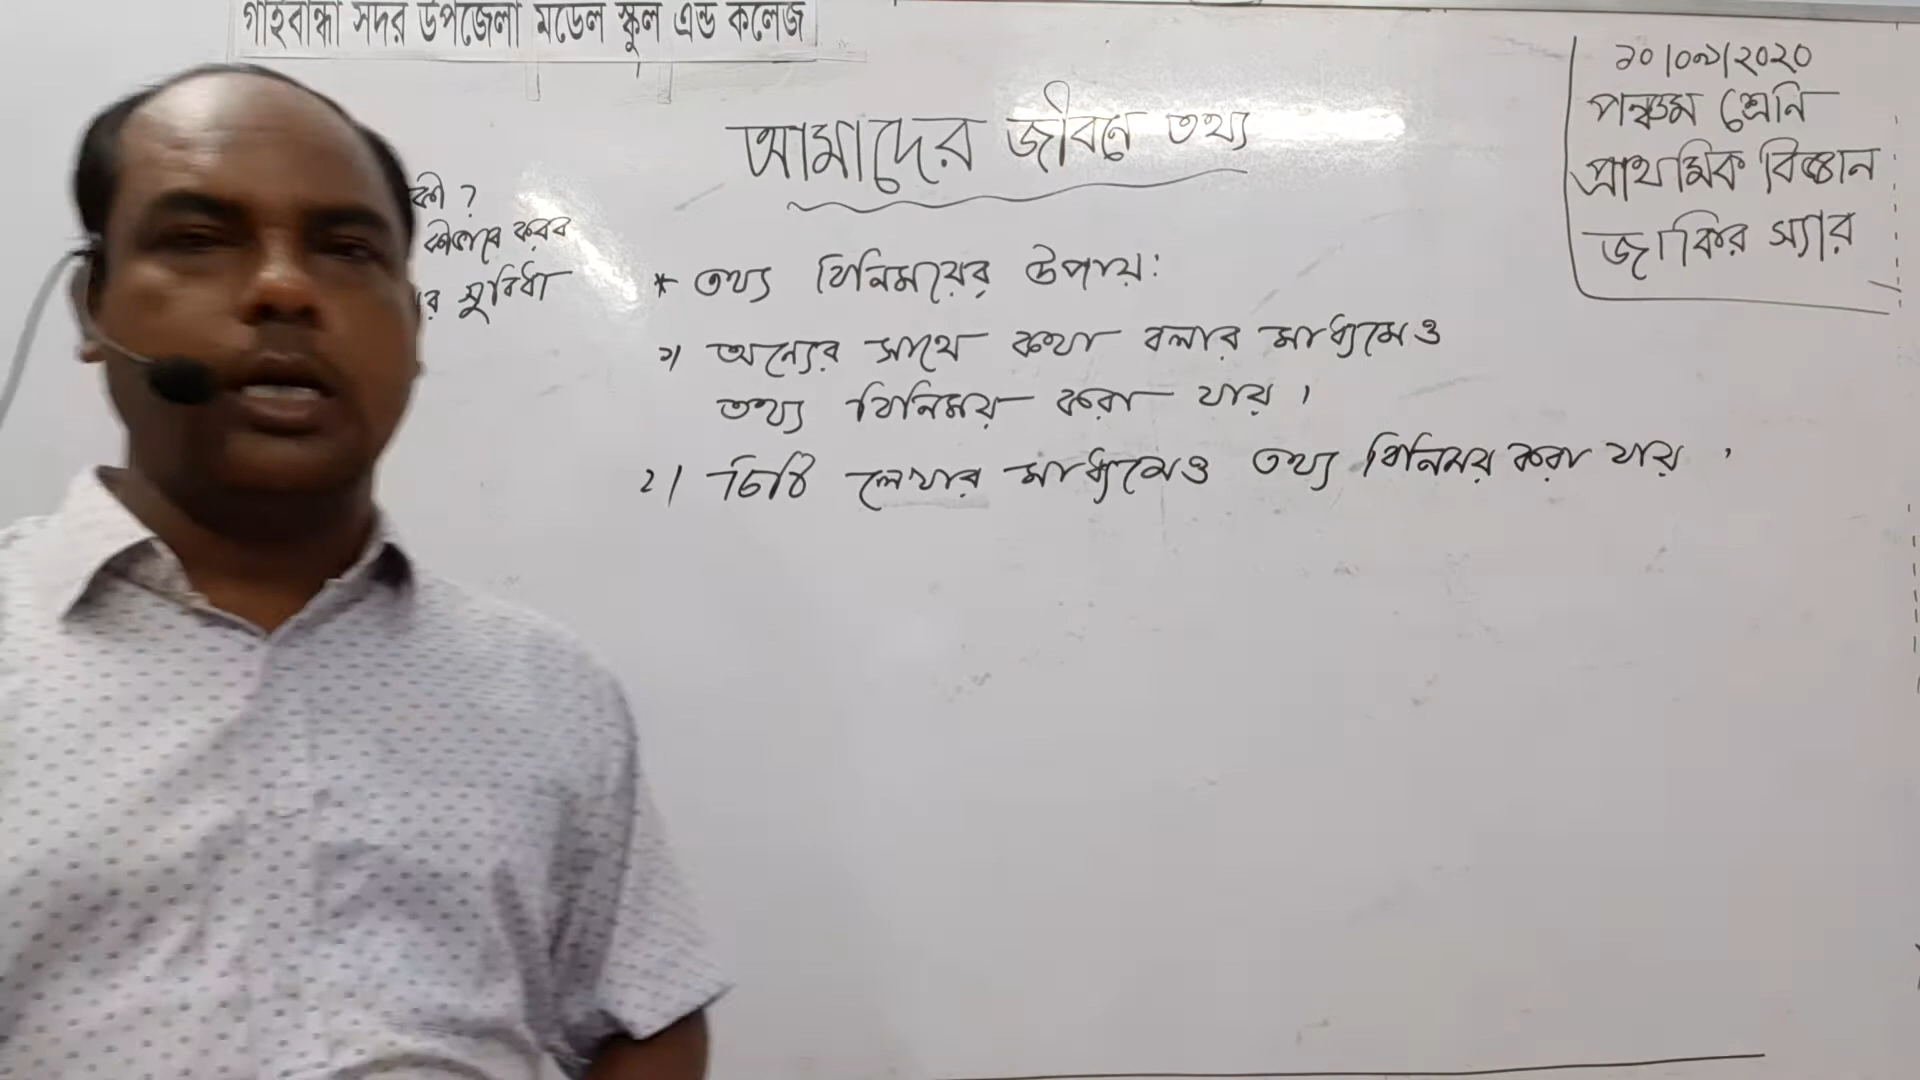 গাইবান্ধা সদর উপজেলা মডেল স্কুল এন্ড কলেজ
১০/০৯/২০২০
পঞ্চম শ্রেনি
প্রাথমিক বিজ্ঞান
জাকির স্যার
আমাদের জীবনে তথ্য
কী ?
কীভাবে করব
র সুবিধা
* তথ্য বিনিময়ের উপায়:
১) অন্যের সাথে কথা বলার মাধ্যমেও
তথ্য বিনিময় করা যায় ।
২) চিঠি লেখার মাধ্যমেও তথ্য বিনিময় করা যায় ।